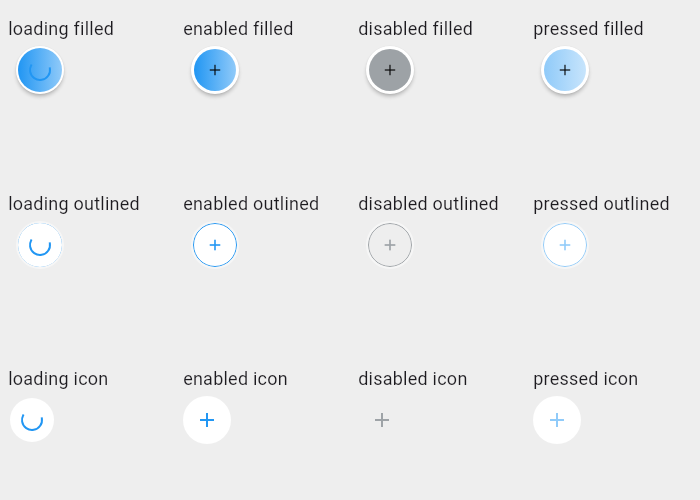 loading filled enabled filled disabled filled pressed filled
loading outlined enabled outlined disabled outlined pressed outlined
loading icon enabled icon disabled icon pressed icon